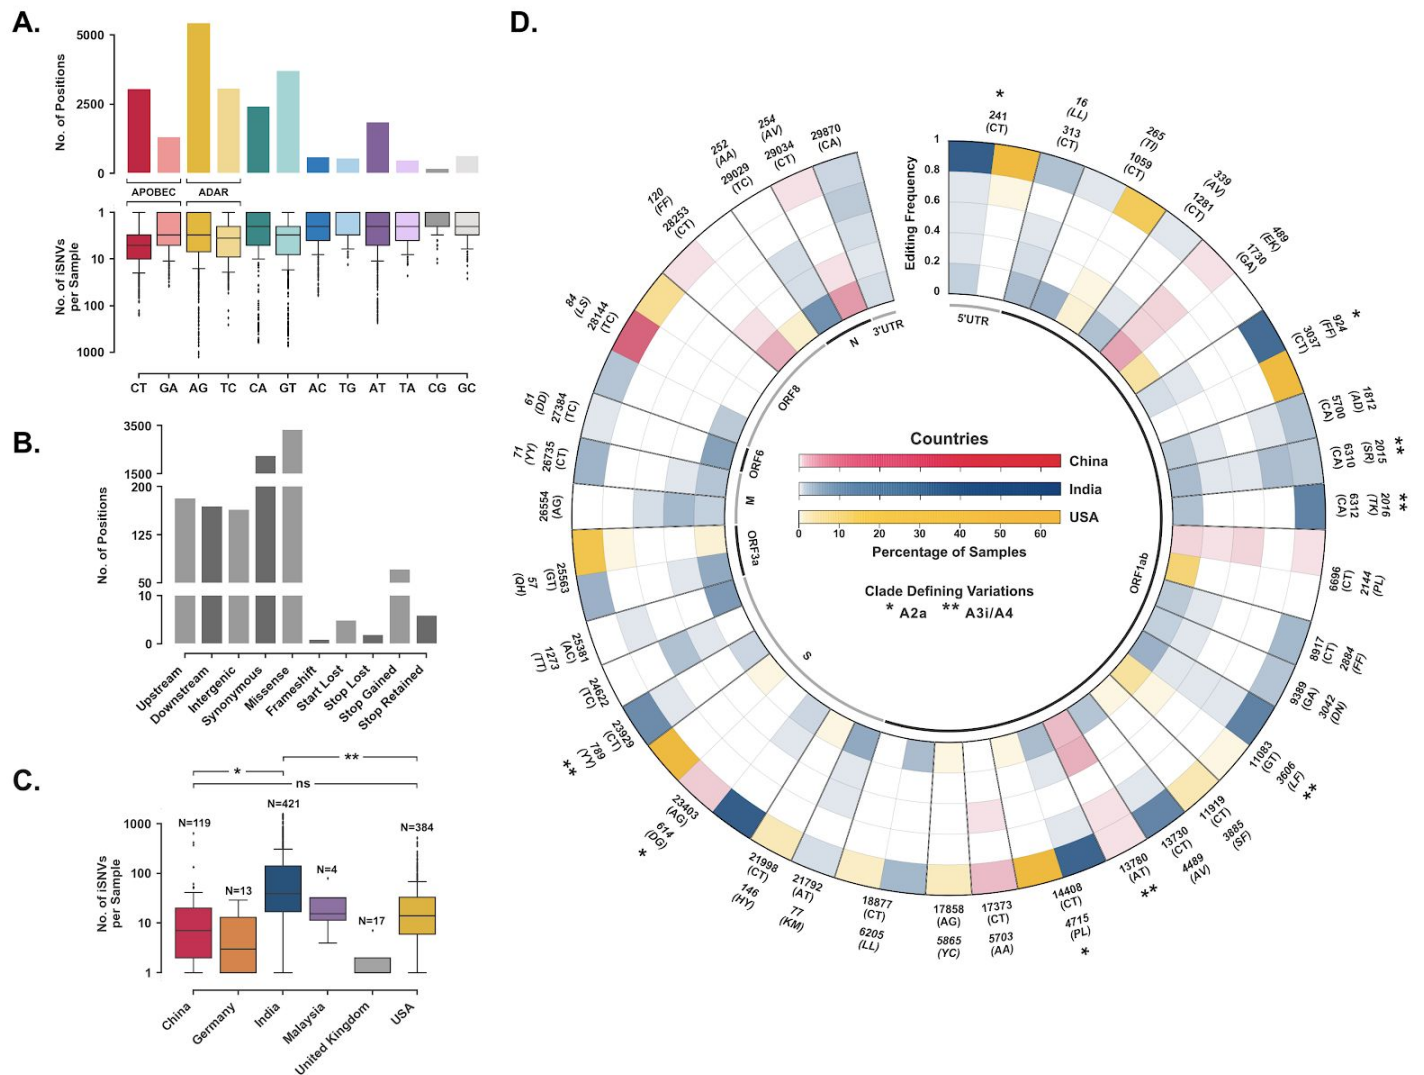 A.
No. of Positions
5000
2500
0
APOBEC
ADAR
No. of iSNVs
per Sample
1
10
100
1000
CT GA AG TC CA GT AC TG AT TA CG GC
B.
No. of Positions
3500
1500
200
125
50
10
0
Upstream
Downstream
Intergenic
Synonymous
Missense
Frameshift
Start Lost
Stop Lost
Stop Gained
Stop Retained
C.
* **
ns
No. of iSNVs
per Sample
1000
100
10
1
N=119
N=13
N=421
N=4
N=17
N=384
China
Germany
India
Malaysia
United Kingdom
USA
D.
Editing Frequency
1
0.8
0.6
0.4
0.2
0
*
241
(CT)
16
(LL)
313
(CT)
265
(TI)
1059
(CT)
339
(AV)
1281
(CT)
489
(EK)
1730
(GA)
*
924
(FF)
3037
(CT)
1812
(AD)
5700
(CA)
**
2015
(SR)
6310
(CA)
**
2016
(TK)
6312
(CA)
6696
(CT)
2144
(PL)
8917
(CT)
2884
(FF)
9389
(GA)
3042
(DN)
11083
(GT)
3606
(LF)
**
11919
(CT)
3885
(SF)
13730
(CT)
4489
(AV)
13780
(AT)
**
14408
(CT)
4715
(PL)
*
17373
(CT)
5703
(AA)
17858
(AG)
5865
(YC)
18877
(CT)
6205
(LL)
21792
(AT)
77
(KM)
21998
(CT)
146
(HY)
23403
(AG)
614
(DG)
*
23929
(CT)
789
(YY)
**
24622
(TC)
25381
(AC)
1273
(TT)
25563
(GT)
57
(QH)
26554
(AG)
71
(YY)
26735
(CT)
61
(DD)
27384
(TC)
84
(LS)
28144
(TC)
120
(FF)
28253
(CT)
252
(AA)
29029
(TC)
254
(AV)
29034
(CT)
29870
(CA)
5'UTR
ORF1ab
S
ORF3a
M
ORF6
ORF8
N
3'UTR
Countries
China
India
USA
0 10 20 30 40 50 60
Percentage of Samples
Clade Defining Variations
* A2a ** A3i/A4